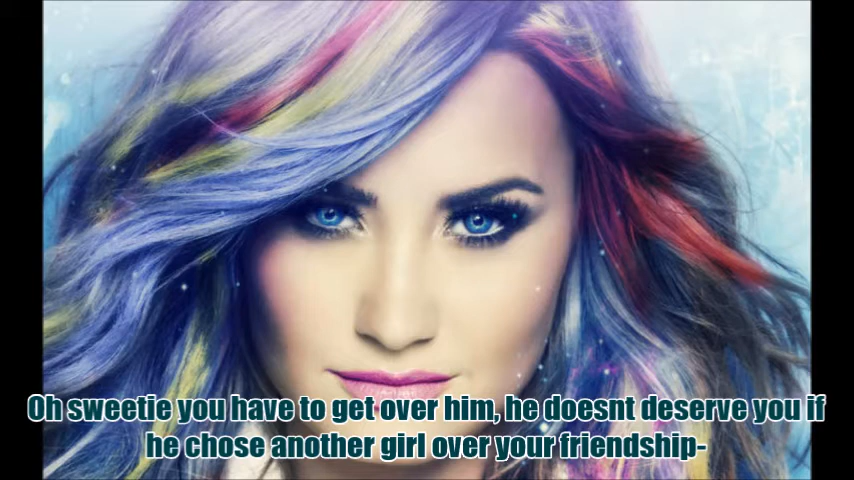 Oh sweetie you have to get over him, he doesnt deserve you if
he chose another girl over your friendship-